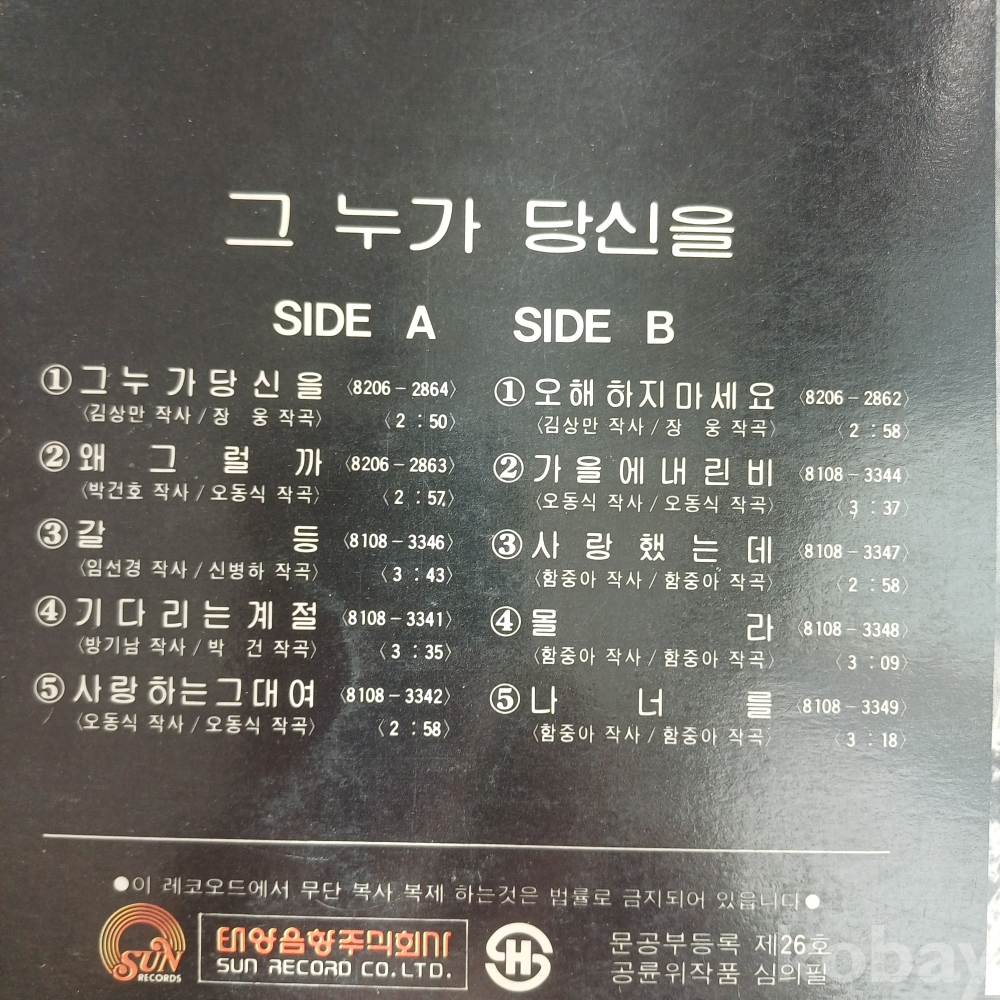 그 누가 당신을
SIDE A
①그누가당신을 〈8206-2864〉
〈김상만 작사/장 웅 작곡〉 〈2:50〉
②왜그럴까 〈8206-2863〉
〈박건호 작사/오동식 작곡〉 〈2:57〉
③갈등 〈8108-3346〉
〈임선경 작사/신병하 작곡〉 〈3:43〉
④기다리는계절 〈8108-3341〉
〈방기남 작사/박 건 작곡〉 〈3:35〉
⑤사랑하는그대여 〈8108-3342〉
〈오동식 작사/오동식 작곡〉 〈2:58〉
SIDE B
①오해하지마세요 〈8206-2862〉
〈김상만 작사/장 웅 작곡〉 〈2:58〉
②가을에내린비 〈8108-3344〉
〈오동식 작사/오동식 작곡〉 〈3:37〉
③사랑했는데 〈8108-3347〉
〈함중아 작사/함중아 작곡〉 〈2:58〉
④몰라 〈8108-3348〉
〈함중아 작사/함중아 작곡〉 〈3:09〉
⑤나너를 〈8108-3349〉
〈함중아 작사/함중아 작곡〉 〈3:18〉
●이 레코오드에서 무단 복사 복제 하는것은 법률로 금지되어 있읍니다●
SUN
RECORDS
태양음향주식회사
SUN RECORD CO.LTD.
문공부등록 제26호
공륜위작품 심의필